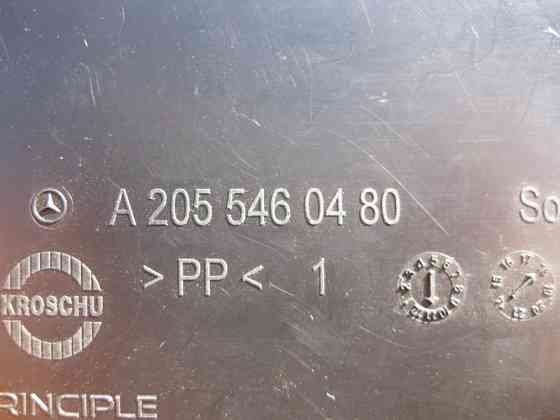 A 205 546 04 80 So
>PP< 1
KROSCHU
RINCIPLE